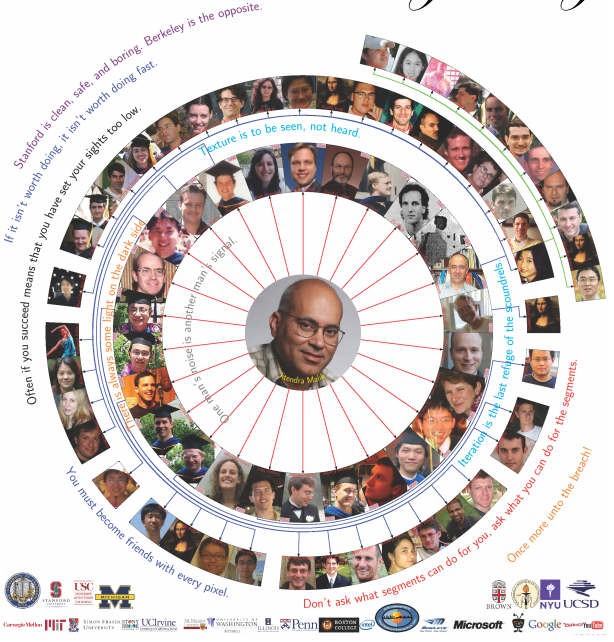 Stanford is clean, safe, and boring. Berkeley is the opposite.
If it isn't worth doing, it isn't worth doing fast.
Often if you succeed means that you have set your sights too low.
Texture is to be seen, not heard.
There is always some light on the dark side!
One man's noise is another man's signal.
Jitendra Malik
Iteration is the last refuge of the scoundrels
You must become friends with every pixel.
Don't ask what segments can do for you, ask what you can do for the segments.
Once more unto the breach!
STANFORD
USC
MICHIGAN
BROWN
NYU
UCSD
Carnegie Mellon
MIT
SIMON FRASER UNIVERSITY
STONY BROOK
UCIrvine
UNIVERSITY OF WASHINGTON
ILLINOIS
Penn
BOSTON COLLEGE
intel
Microsoft
Google
YAHOO!
YouTube